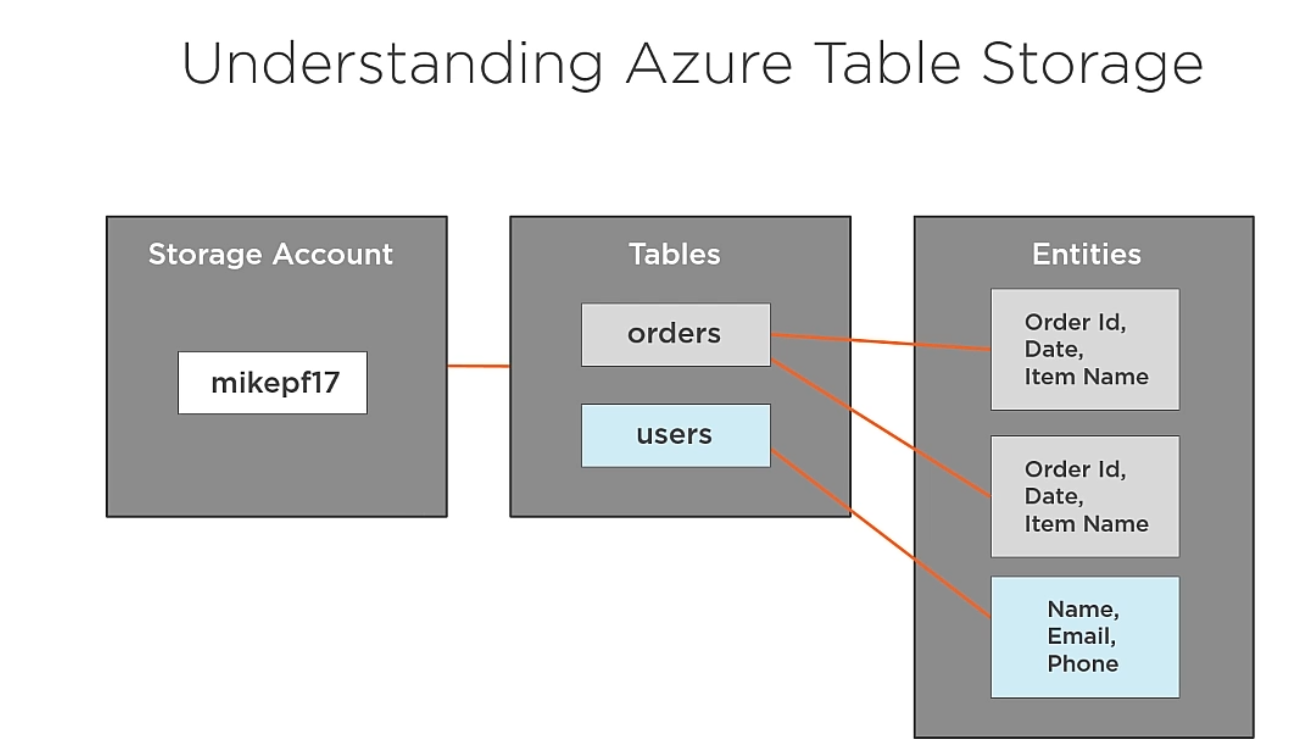 Understanding Azure Table Storage
Storage Account
mikepf17
Tables
orders
users
Entities
Order Id,
Date,
Item Name
Order Id,
Date,
Item Name
Name,
Email,
Phone